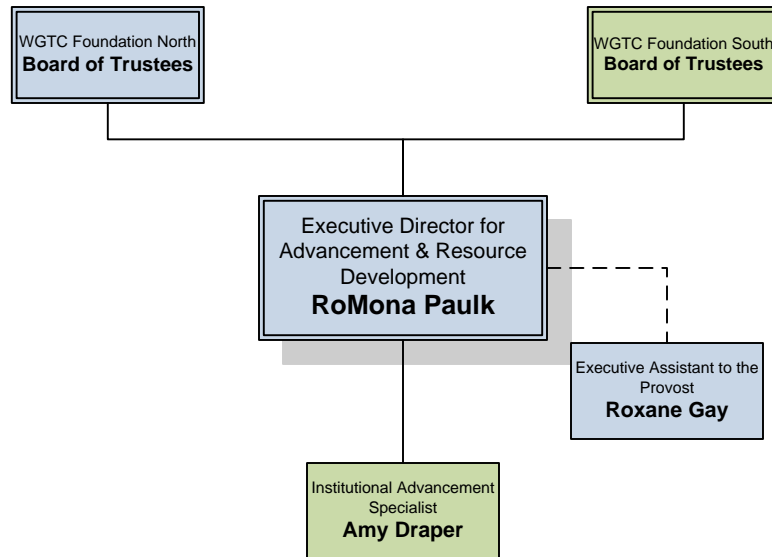 WGTC Foundation North
Board of Trustees
WGTC Foundation South
Board of Trustees
Executive Director for
Advancement & Resource
Development
RoMona Paulk
Executive Assistant to the
Provost
Roxane Gay
Institutional Advancement
Specialist
Amy Draper